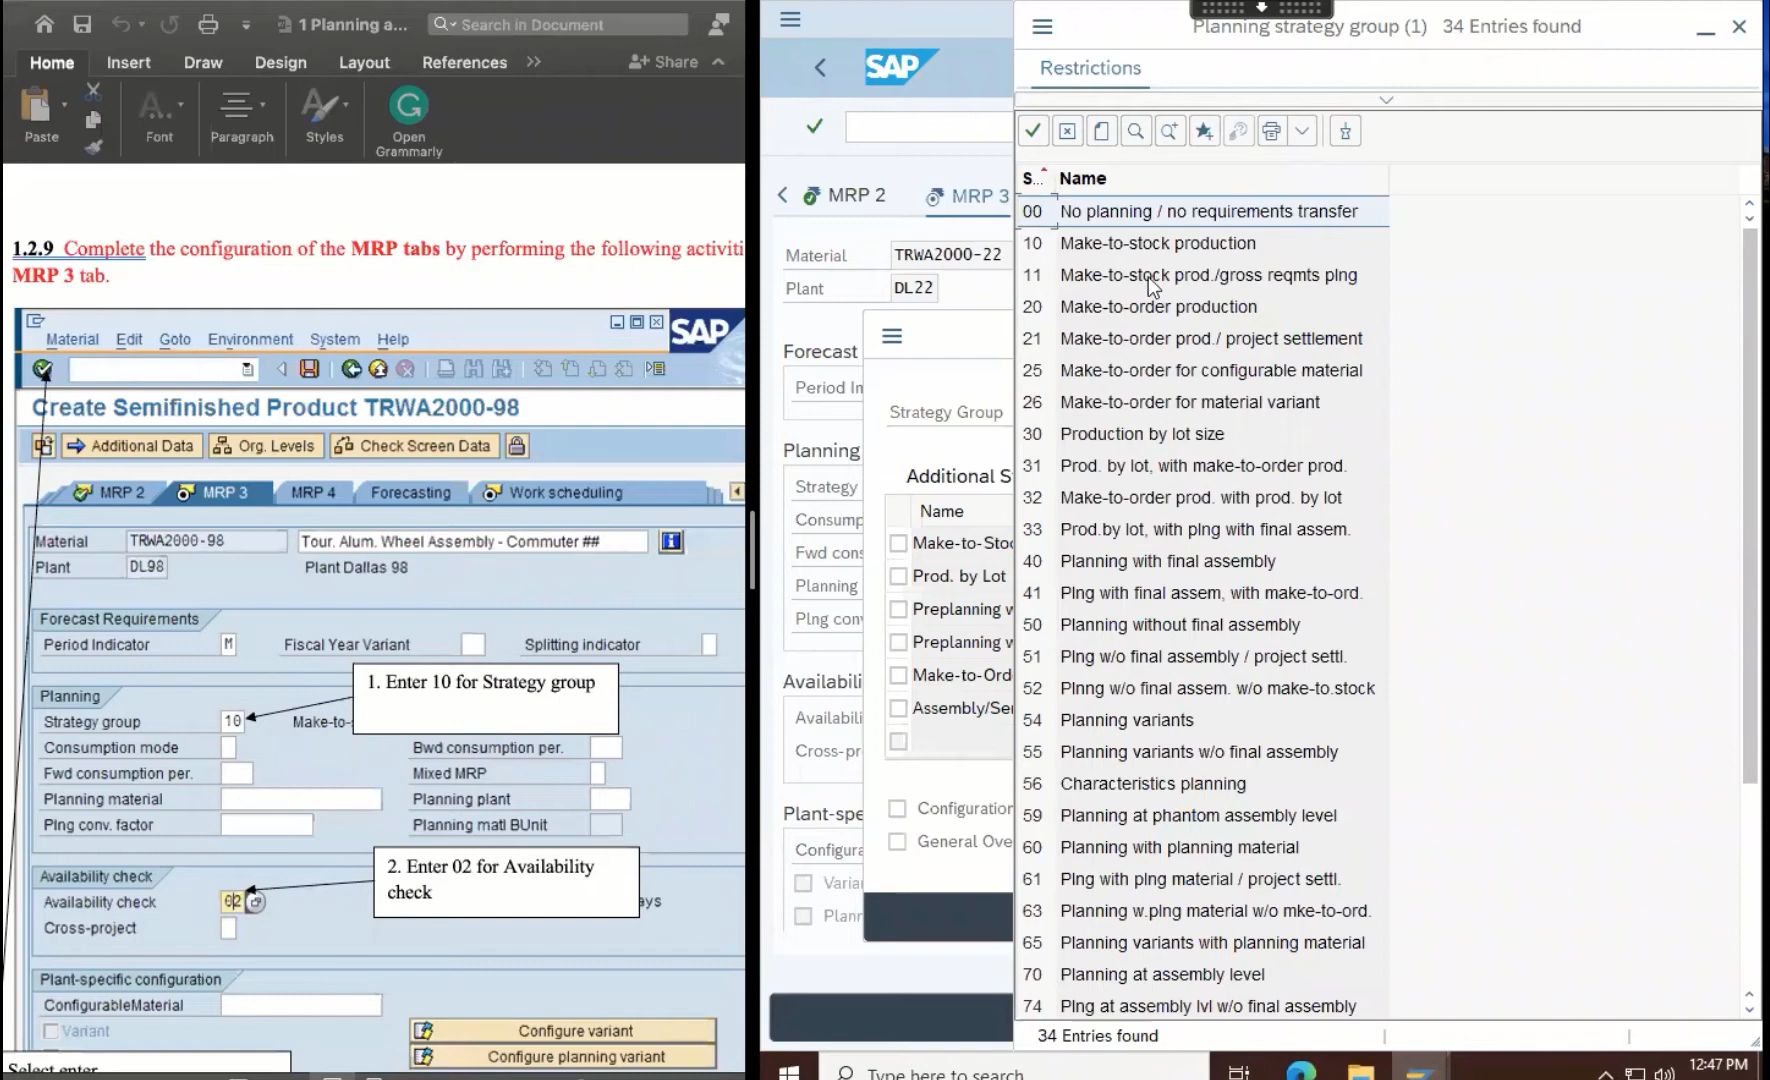 1 Planning a...
Search in Document
Home
Insert
Draw
Design
Layout
References
Share
Paste
Font
Paragraph
Styles
Open
Grammarly
1.2.9 Complete the configuration of the MRP tabs by performing the following activiti
MRP 3 tab.
Material Edit Goto Environment System Help
SAP
Create Semifinished Product TRWA2000-98
Additional Data
Org. Levels
Check Screen Data
MRP 2
MRP 3
MRP 4
Forecasting
Work scheduling
Material
TRWA2000-98
Tour. Alum. Wheel Assembly - Commuter ##
Plant
DL98
Plant Dallas 98
Forecast Requirements
Period Indicator
M
Fiscal Year Variant
Splitting indicator
1. Enter 10 for Strategy group
Planning
Strategy group
10
Make-to-
Consumption mode
Bwd consumption per.
Fwd consumption per.
Mixed MRP
Planning material
Planning plant
Plng conv. factor
Planning matl BUnit
2. Enter 02 for Availability
check
Availability check
Availability check
02
ays
Cross-project
Plant-specific configuration
ConfigurableMaterial
Variant
Configure variant
Configure planning variant
Select enter
SAP
MRP 2
MRP 3
Material
TRWA2000-22
Plant
DL22
Forecast
Period In
Planning
Strategy
Consump
Fwd cons
Planning
Plng conv
Availabili
Availabili
Cross-pr
Plant-spe
Configura
Varia
Plann
Strategy Group
Additional S
Name
Make-to-Stoc
Prod. by Lot
Preplanning w
Preplanning w
Make-to-Ord
Assembly/Ser
Configuration
General Ove
Planning strategy group (1) 34 Entries found
Restrictions
S... Name
00 No planning / no requirements transfer
10 Make-to-stock production
11 Make-to-stock prod./gross reqmts plng
20 Make-to-order production
21 Make-to-order prod./ project settlement
25 Make-to-order for configurable material
26 Make-to-order for material variant
30 Production by lot size
31 Prod. by lot, with make-to-order prod.
32 Make-to-order prod. with prod. by lot
33 Prod.by lot, with plng with final assem.
40 Planning with final assembly
41 Plng with final assem, with make-to-ord.
50 Planning without final assembly
51 Plng w/o final assembly / project settl.
52 Plnng w/o final assem. w/o make-to.stock
54 Planning variants
55 Planning variants w/o final assembly
56 Characteristics planning
59 Planning at phantom assembly level
60 Planning with planning material
61 Plng with plng material / project settl.
63 Planning w.plng material w/o mke-to-ord.
65 Planning variants with planning material
70 Planning at assembly level
74 Plng at assembly lvl w/o final assembly
34 Entries found
Type here to search
12:47 PM